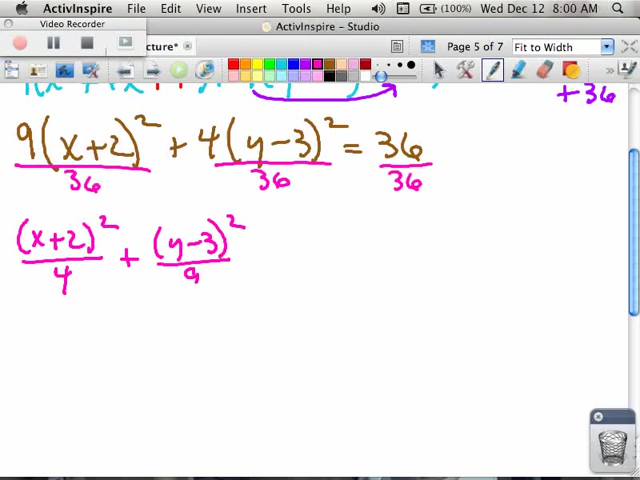 ActivInspire File Edit View Insert Tools Help (100%) Wed Dec 12 8:00 AM
Video Recorder
ActivInspire - Studio
cture* Page 5 of 7 Fit to Width
+36
9(x+2)² + 4(y-3)² = 36
36 36 36
(x+2)² + (y-3)²
4 9